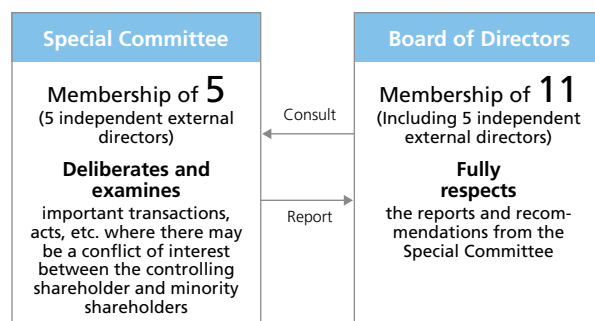 Special Committee
Membership of 5
(5 independent external
directors)
Deliberates and
examines
important transactions,
acts, etc. where there may
be a conflict of interest
between the controlling
shareholder and minority
shareholders
Consult
Report
Board of Directors
Membership of 11
(Including 5 independent
external directors)
Fully
respects
the reports and recom-
mendations from the
Special Committee